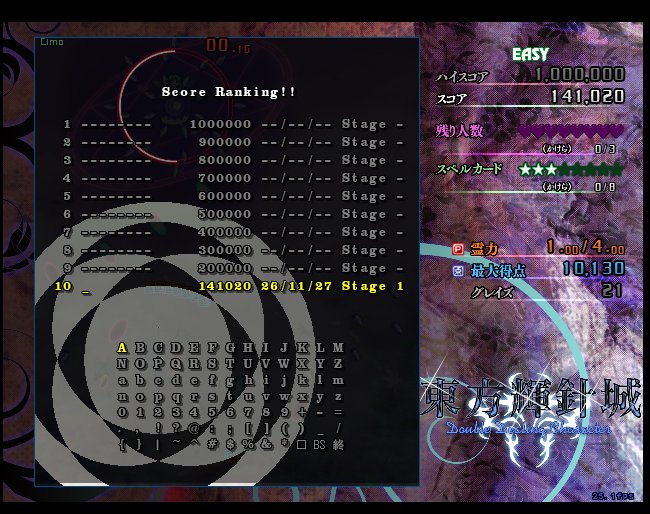 Cimo
00.16
Score Ranking!!
1 -------- 1000000 --/--/-- Stage -
2 -------- 900000 --/--/-- Stage -
3 -------- 800000 --/--/-- Stage -
4 -------- 700000 --/--/-- Stage -
5 -------- 600000 --/--/-- Stage -
6 -------- 500000 --/--/-- Stage -
7 -------- 400000 --/--/-- Stage -
8 -------- 300000 --/--/-- Stage -
9 -------- 200000 --/--/-- Stage -
10 _ 141020 26/11/27 Stage 1
A B C D E F G H I J K L M
N O P Q R S T U V W X Y Z
a b c d e f g h i j k l m
n o p q r s t u v w x y z
0 1 2 3 4 5 6 7 8 9 + - =
. , ! ? @ : ; [ ] ( ) _ /
{ } | ~ ^ # $ % & * □ BS 終
EASY
ハイスコア 1,000,000
スコア 141,020
残り人数
(かけら) 0/3
スペルカード
(かけら) 0/8
P 霊力 1.00/4.00
最大得点 10,130
グレイズ 21
東方輝針城
Double Dealing Character
25.1fps